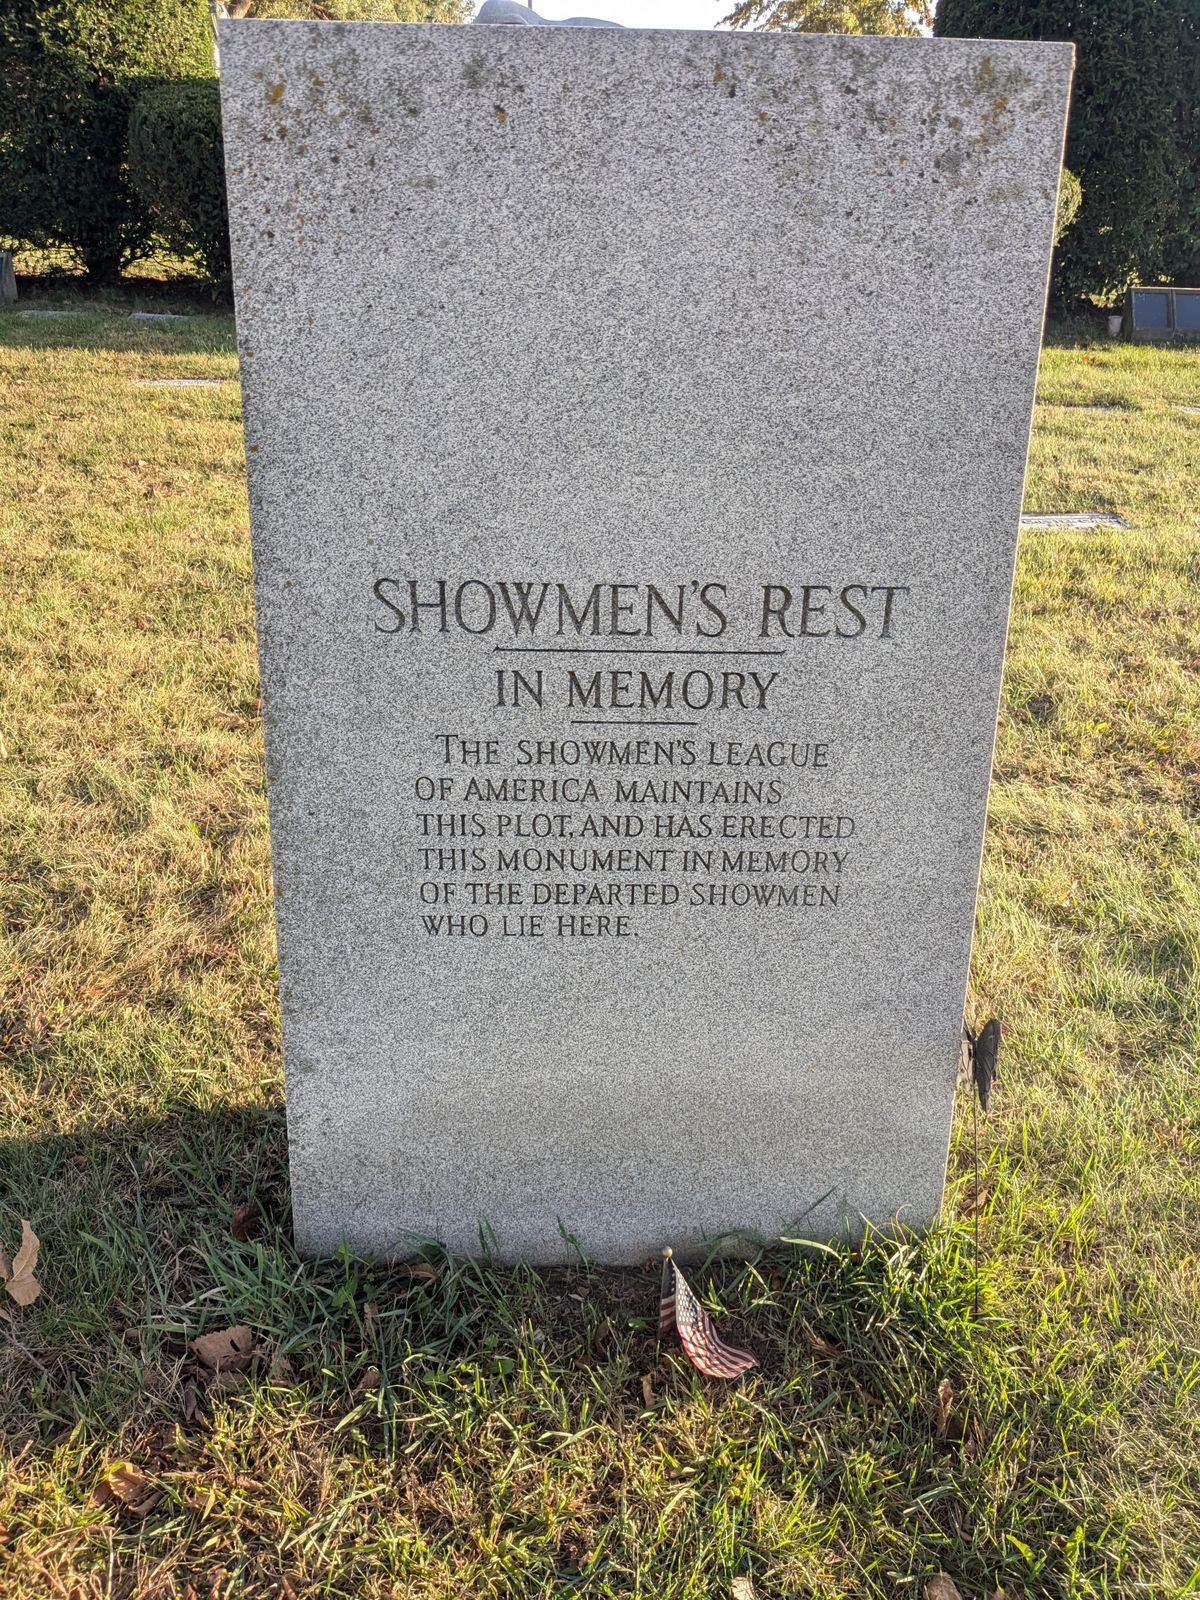 SHOWMEN'S REST
IN MEMORY
THE SHOWMEN'S LEAGUE
OF AMERICA MAINTAINS
THIS PLOT, AND HAS ERECTED
THIS MONUMENT IN MEMORY
OF THE DEPARTED SHOWMEN
WHO LIE HERE.